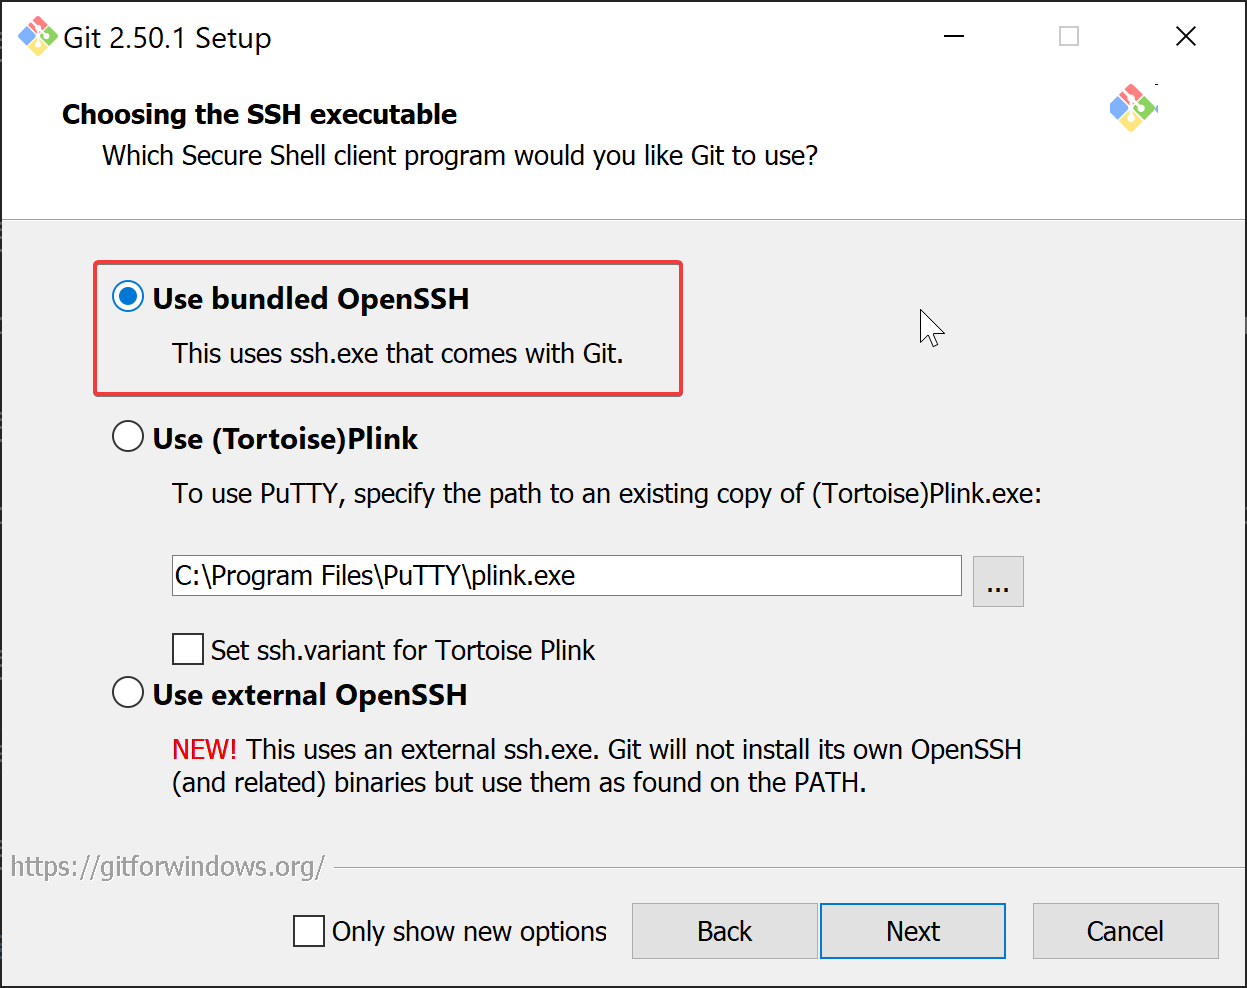 Git 2.50.1 Setup
Choosing the SSH executable
Which Secure Shell client program would you like Git to use?
Use bundled OpenSSH
This uses ssh.exe that comes with Git.
Use (Tortoise)Plink
To use PuTTY, specify the path to an existing copy of (Tortoise)Plink.exe:
C:\Program Files\PuTTY\plink.exe
...
Set ssh.variant for Tortoise Plink
Use external OpenSSH
NEW! This uses an external ssh.exe. Git will not install its own OpenSSH
(and related) binaries but use them as found on the PATH.
https://gitforwindows.org/
Only show new options
Back
Next
Cancel